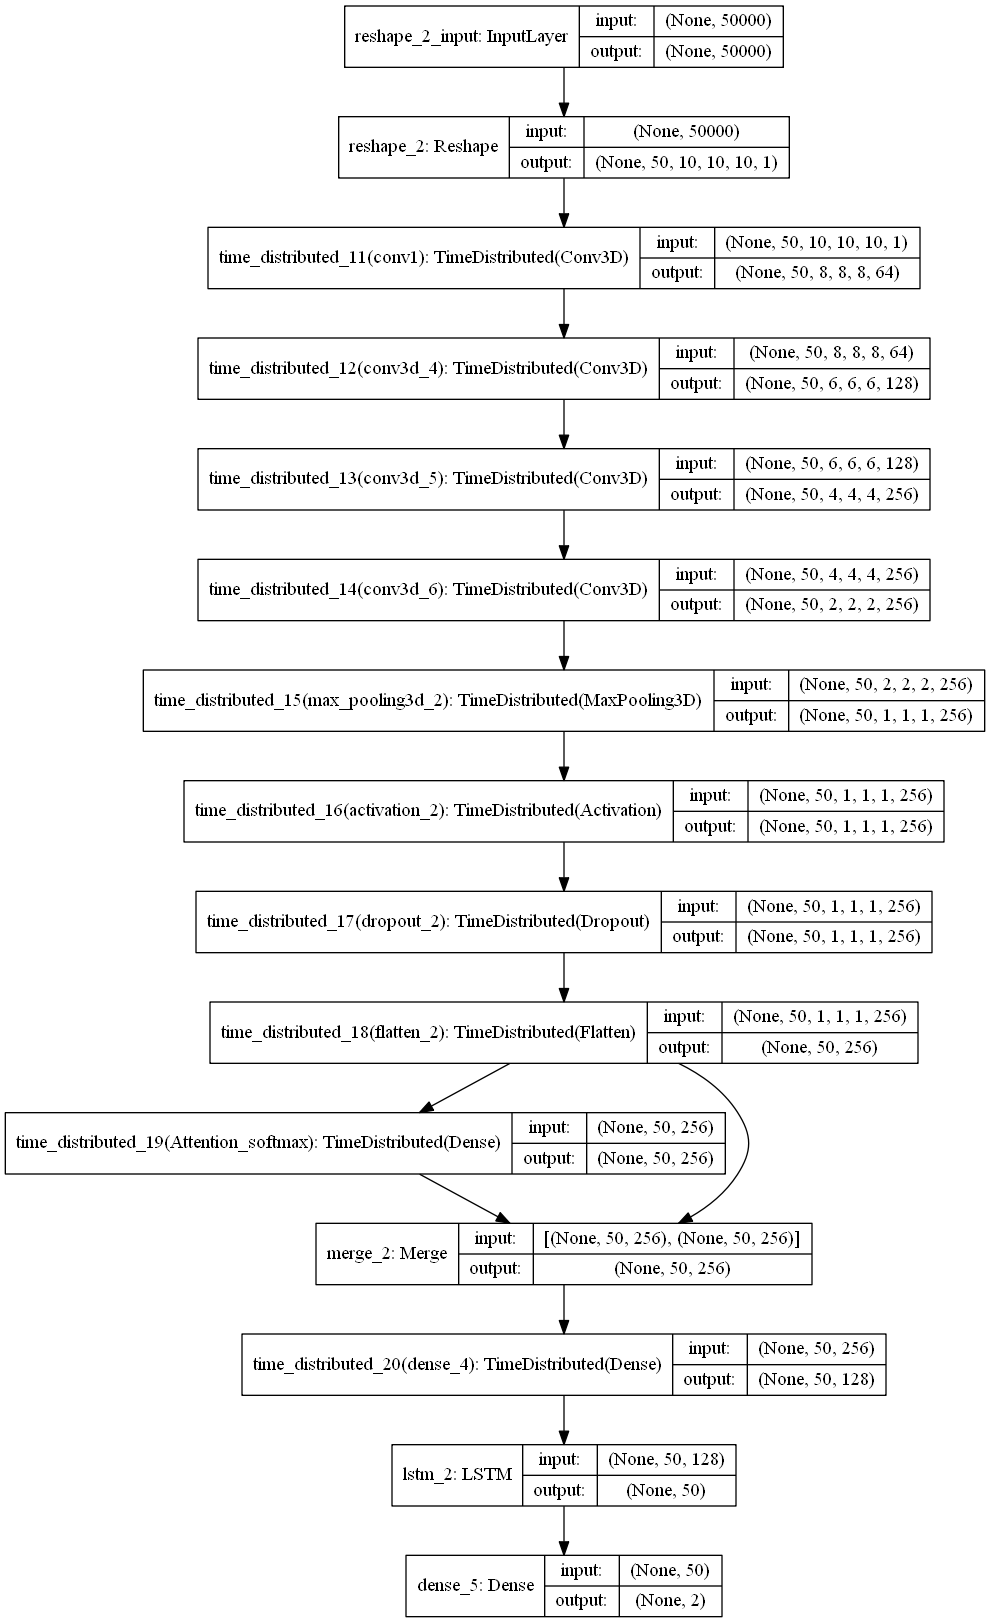 reshape_2_input: InputLayer
input:
(None, 50000)
output:
(None, 50000)
reshape_2: Reshape
input:
(None, 50000)
output:
(None, 50, 10, 10, 10, 1)
time_distributed_11(conv1): TimeDistributed(Conv3D)
input:
(None, 50, 10, 10, 10, 1)
output:
(None, 50, 8, 8, 8, 64)
time_distributed_12(conv3d_4): TimeDistributed(Conv3D)
input:
(None, 50, 8, 8, 8, 64)
output:
(None, 50, 6, 6, 6, 128)
time_distributed_13(conv3d_5): TimeDistributed(Conv3D)
input:
(None, 50, 6, 6, 6, 128)
output:
(None, 50, 4, 4, 4, 256)
time_distributed_14(conv3d_6): TimeDistributed(Conv3D)
input:
(None, 50, 4, 4, 4, 256)
output:
(None, 50, 2, 2, 2, 256)
time_distributed_15(max_pooling3d_2): TimeDistributed(MaxPooling3D)
input:
(None, 50, 2, 2, 2, 256)
output:
(None, 50, 1, 1, 1, 256)
time_distributed_16(activation_2): TimeDistributed(Activation)
input:
(None, 50, 1, 1, 1, 256)
output:
(None, 50, 1, 1, 1, 256)
time_distributed_17(dropout_2): TimeDistributed(Dropout)
input:
(None, 50, 1, 1, 1, 256)
output:
(None, 50, 1, 1, 1, 256)
time_distributed_18(flatten_2): TimeDistributed(Flatten)
input:
(None, 50, 1, 1, 1, 256)
output:
(None, 50, 256)
time_distributed_19(Attention_softmax): TimeDistributed(Dense)
input:
(None, 50, 256)
output:
(None, 50, 256)
merge_2: Merge
input:
[(None, 50, 256), (None, 50, 256)]
output:
(None, 50, 256)
time_distributed_20(dense_4): TimeDistributed(Dense)
input:
(None, 50, 256)
output:
(None, 50, 128)
lstm_2: LSTM
input:
(None, 50, 128)
output:
(None, 50)
dense_5: Dense
input:
(None, 50)
output:
(None, 2)